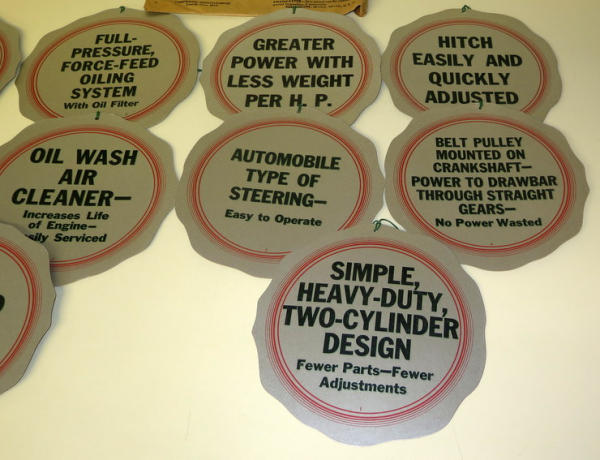 FULL-
PRESSURE,
FORCE-FEED
OILING
SYSTEM
With Oil Filter
GREATER
POWER WITH
LESS WEIGHT
PER H. P.
HITCH
EASILY AND
QUICKLY
ADJUSTED
OIL WASH
AIR
CLEANER—
Increases Life
of Engine—
Serviced
AUTOMOBILE
TYPE OF
STEERING—
Easy to Operate
BELT PULLEY
MOUNTED ON
CRANKSHAFT—
POWER TO DRAWBAR
THROUGH STRAIGHT
GEARS—
No Power Wasted
SIMPLE,
HEAVY-DUTY,
TWO-CYLINDER
DESIGN
Fewer Parts—Fewer
Adjustments